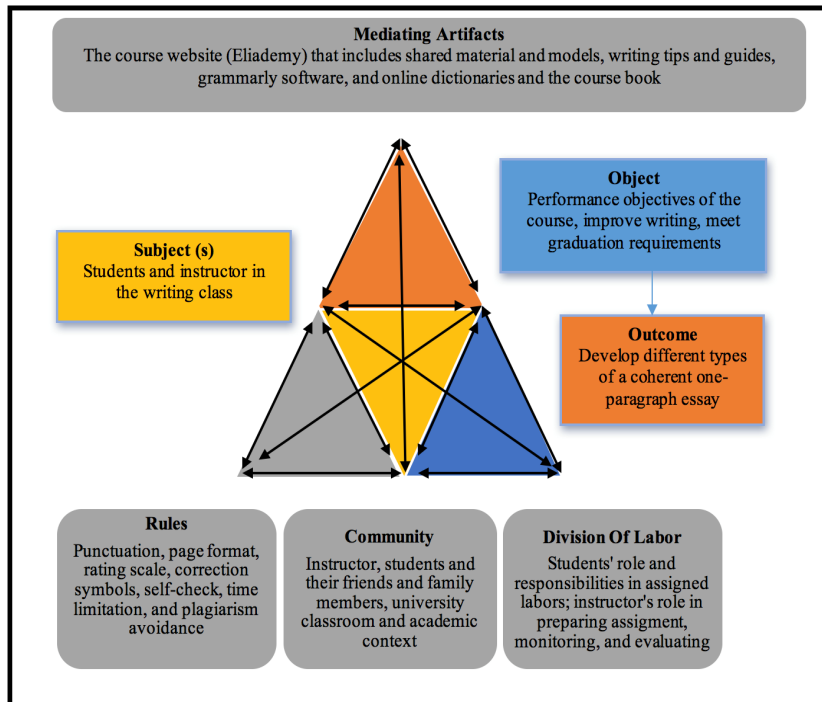 Mediating Artifacts
The course website (Eliademy) that includes shared material and models, writing tips and guides,
grammarly software, and online dictionaries and the course book
Object
Performance objectives of the
course, improve writing, meet
graduation requirements
Subject (s)
Students and instructor in
the writing class
Outcome
Develop different types
of a coherent one-
paragraph essay
Rules
Punctuation, page format,
rating scale, correction
symbols, self-check, time
limitation, and plagiarism
avoidance
Community
Instructor, students and
their friends and family
members, university
classroom and academic
context
Division Of Labor
Students' role and
responsibilities in assigned
labors; instructor's role in
preparing assigment,
monitoring, and evaluating